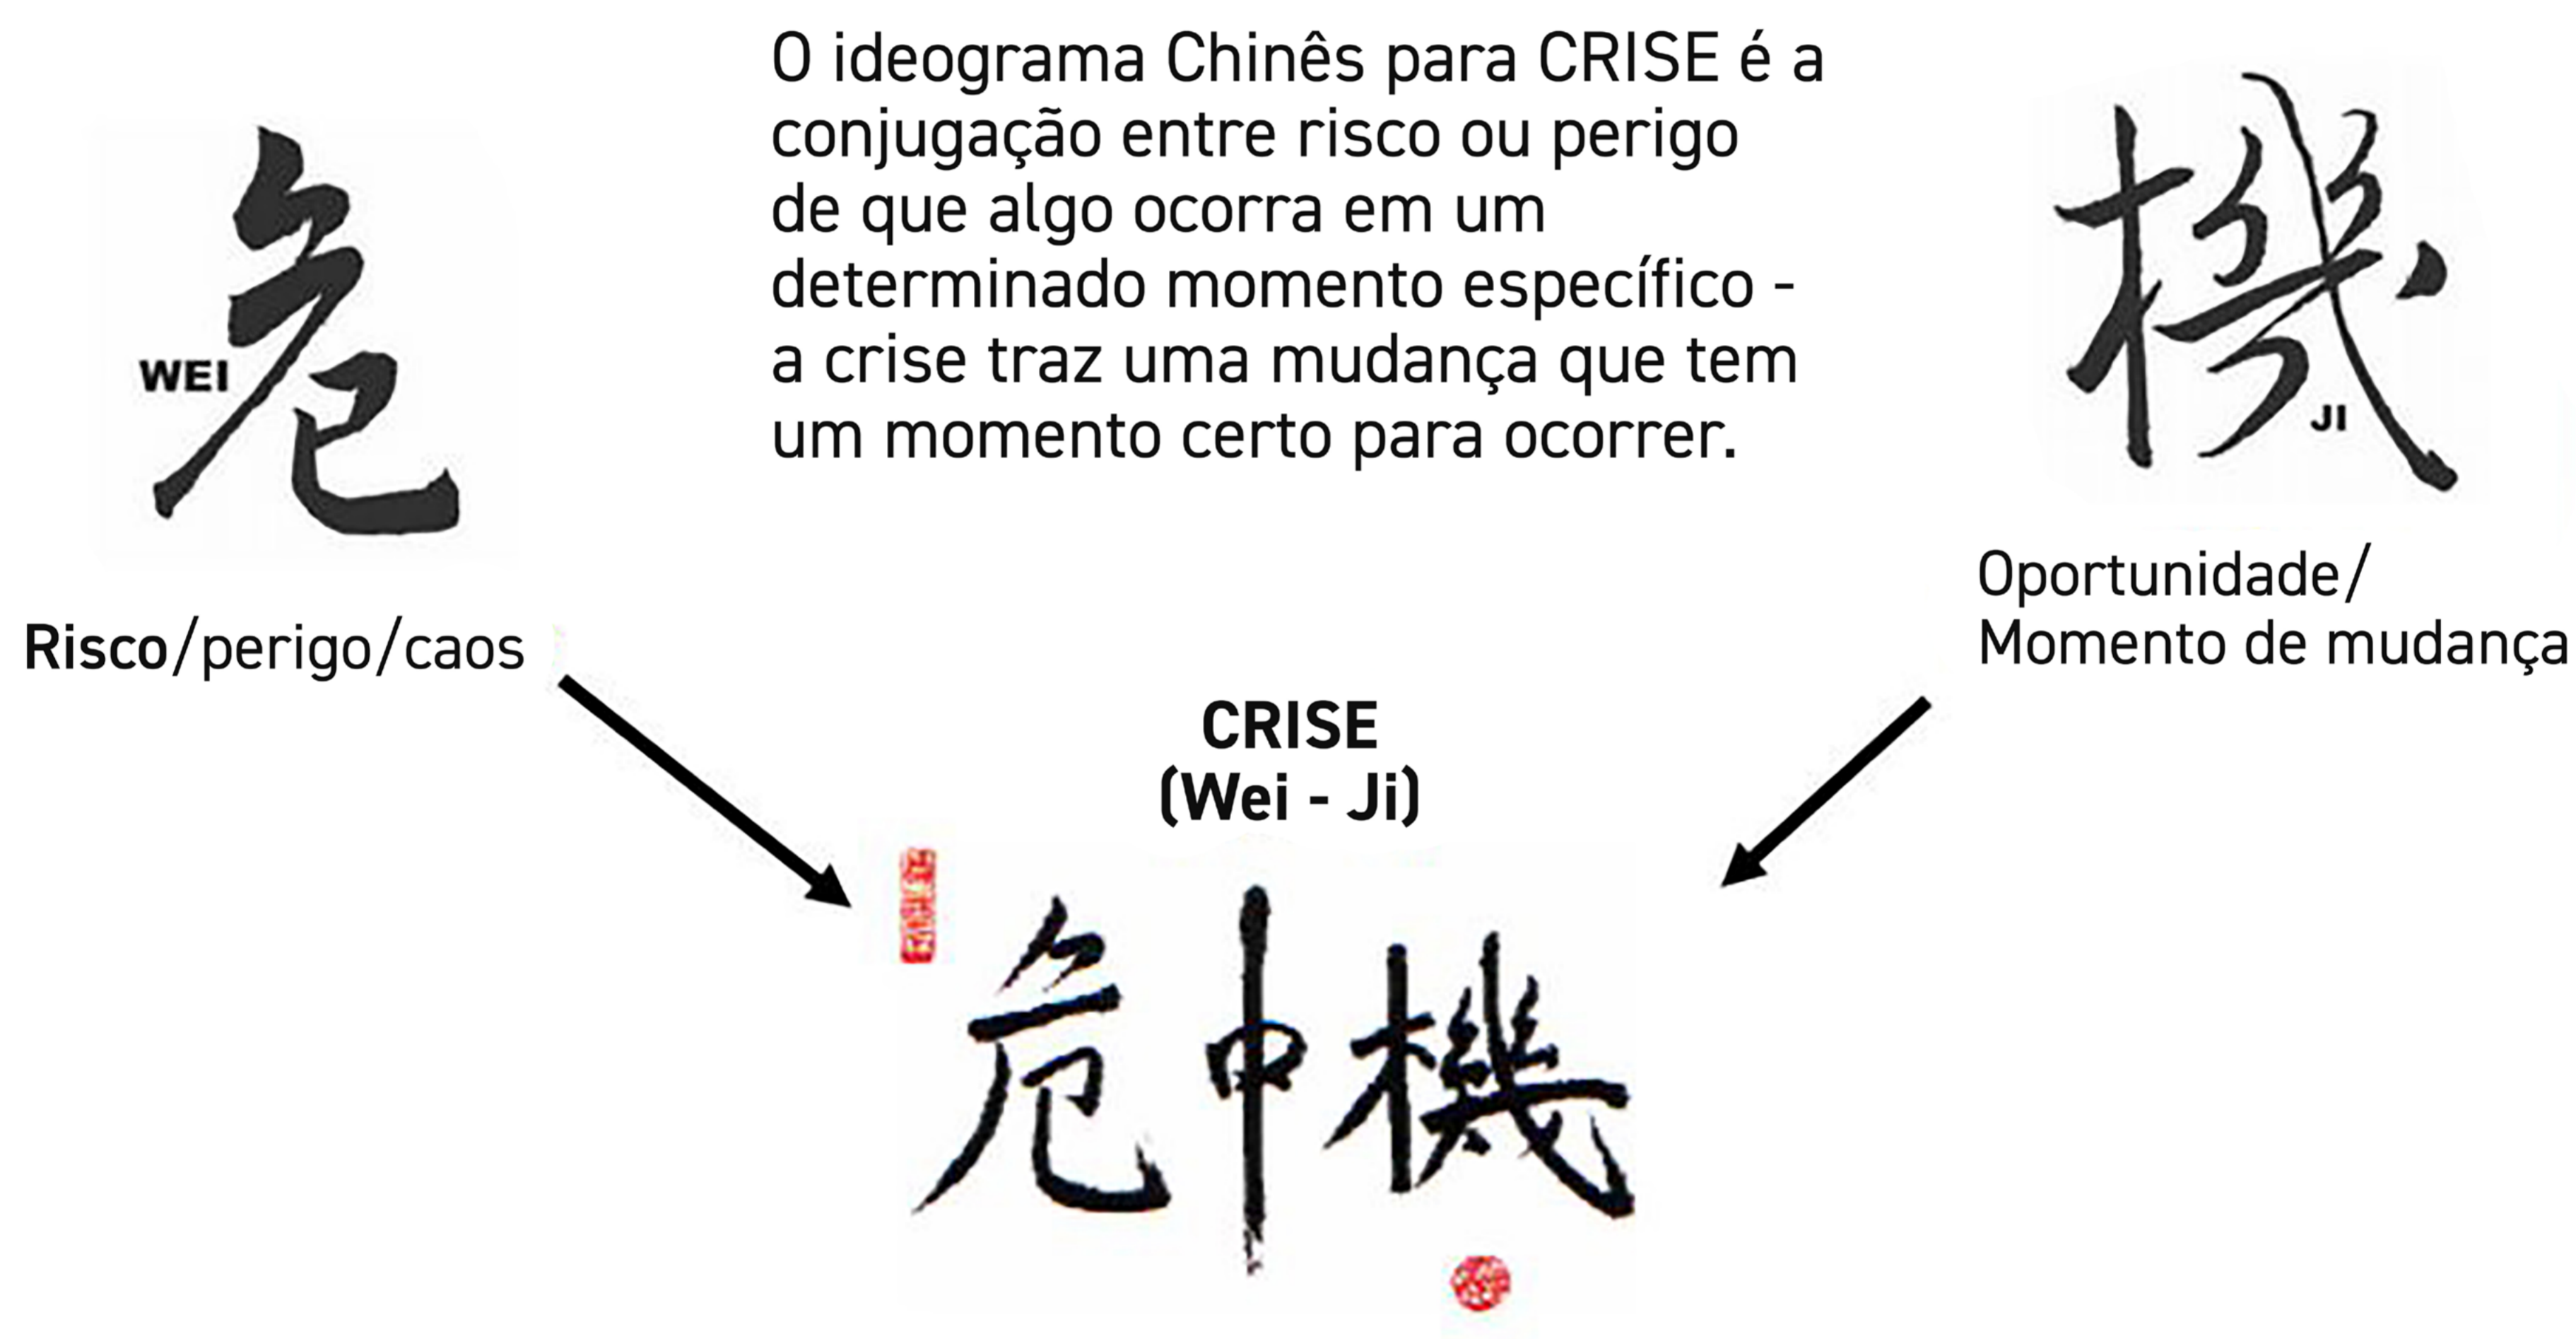 O ideograma Chinês para CRISE é a
conjugação entre risco ou perigo
de que algo ocorra em um
determinado momento específico -
a crise traz uma mudança que tem
um momento certo para ocorrer.
危
WEI
Risco/perigo/caos
機
JI
Oportunidade/
Momento de mudança
CRISE
(Wei - Ji)
危中機